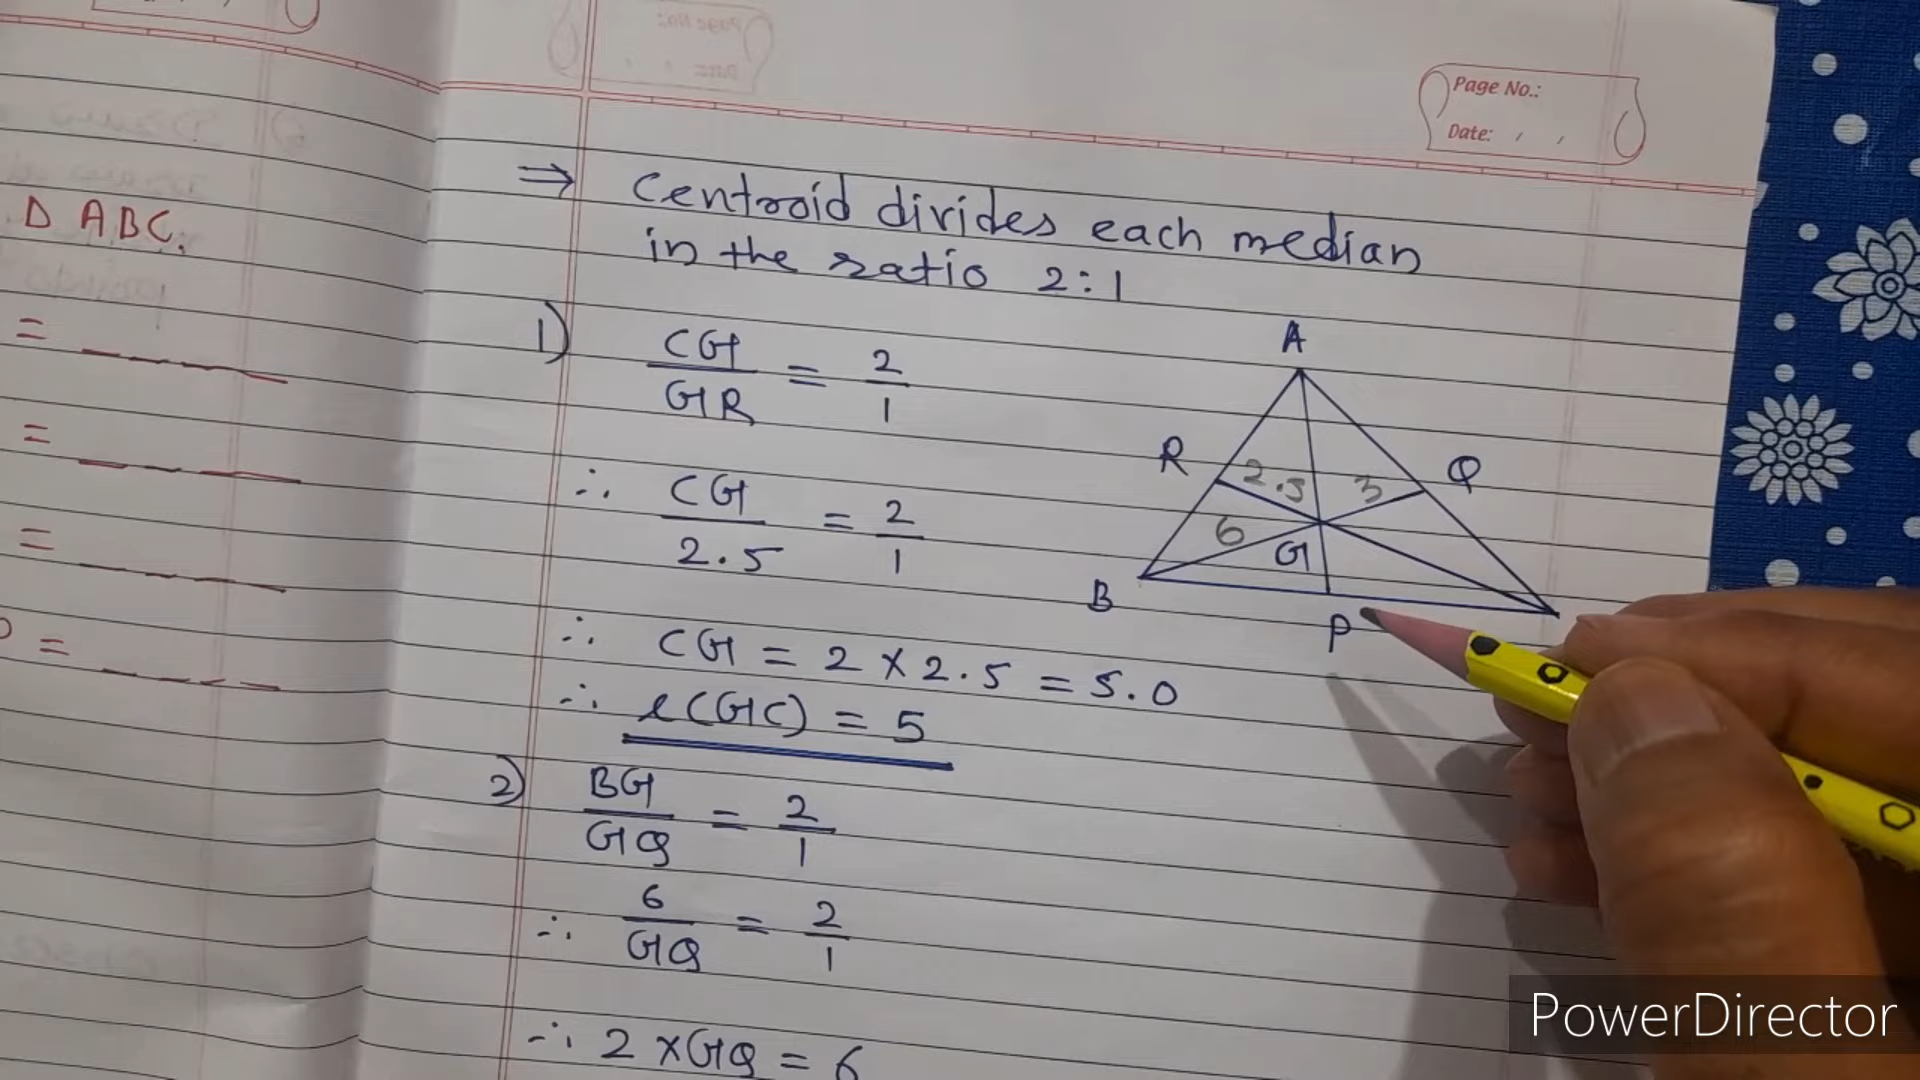 Page No.:
Date: , ,
Δ ABC.
=
=
=
=
⇒ Centroid divides each median
in the ratio 2:1
1) CG/GR = 2/1
∴ CG/2.5 = 2/1
∴ CG = 2 × 2.5 = 5.0
∴ l(GC) = 5
2) BG/GQ = 2/1
∴ 6/GQ = 2/1
∴ 2 × GQ = 6
A
R
2.5
3
Q
6
G
B
P
PowerDirector